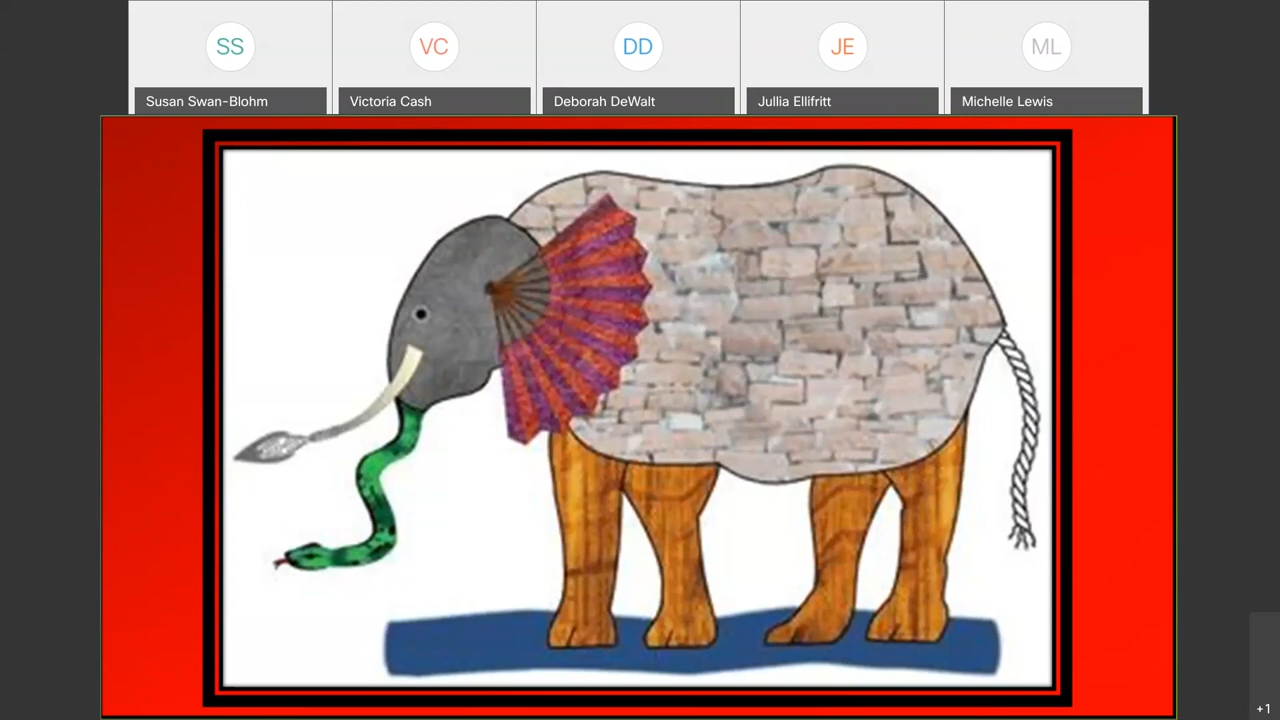 SS
VC
DD
JE
ML
Susan Swan-Blohm
Victoria Cash
Deborah DeWalt
Jullia Ellifritt
Michelle Lewis
+1